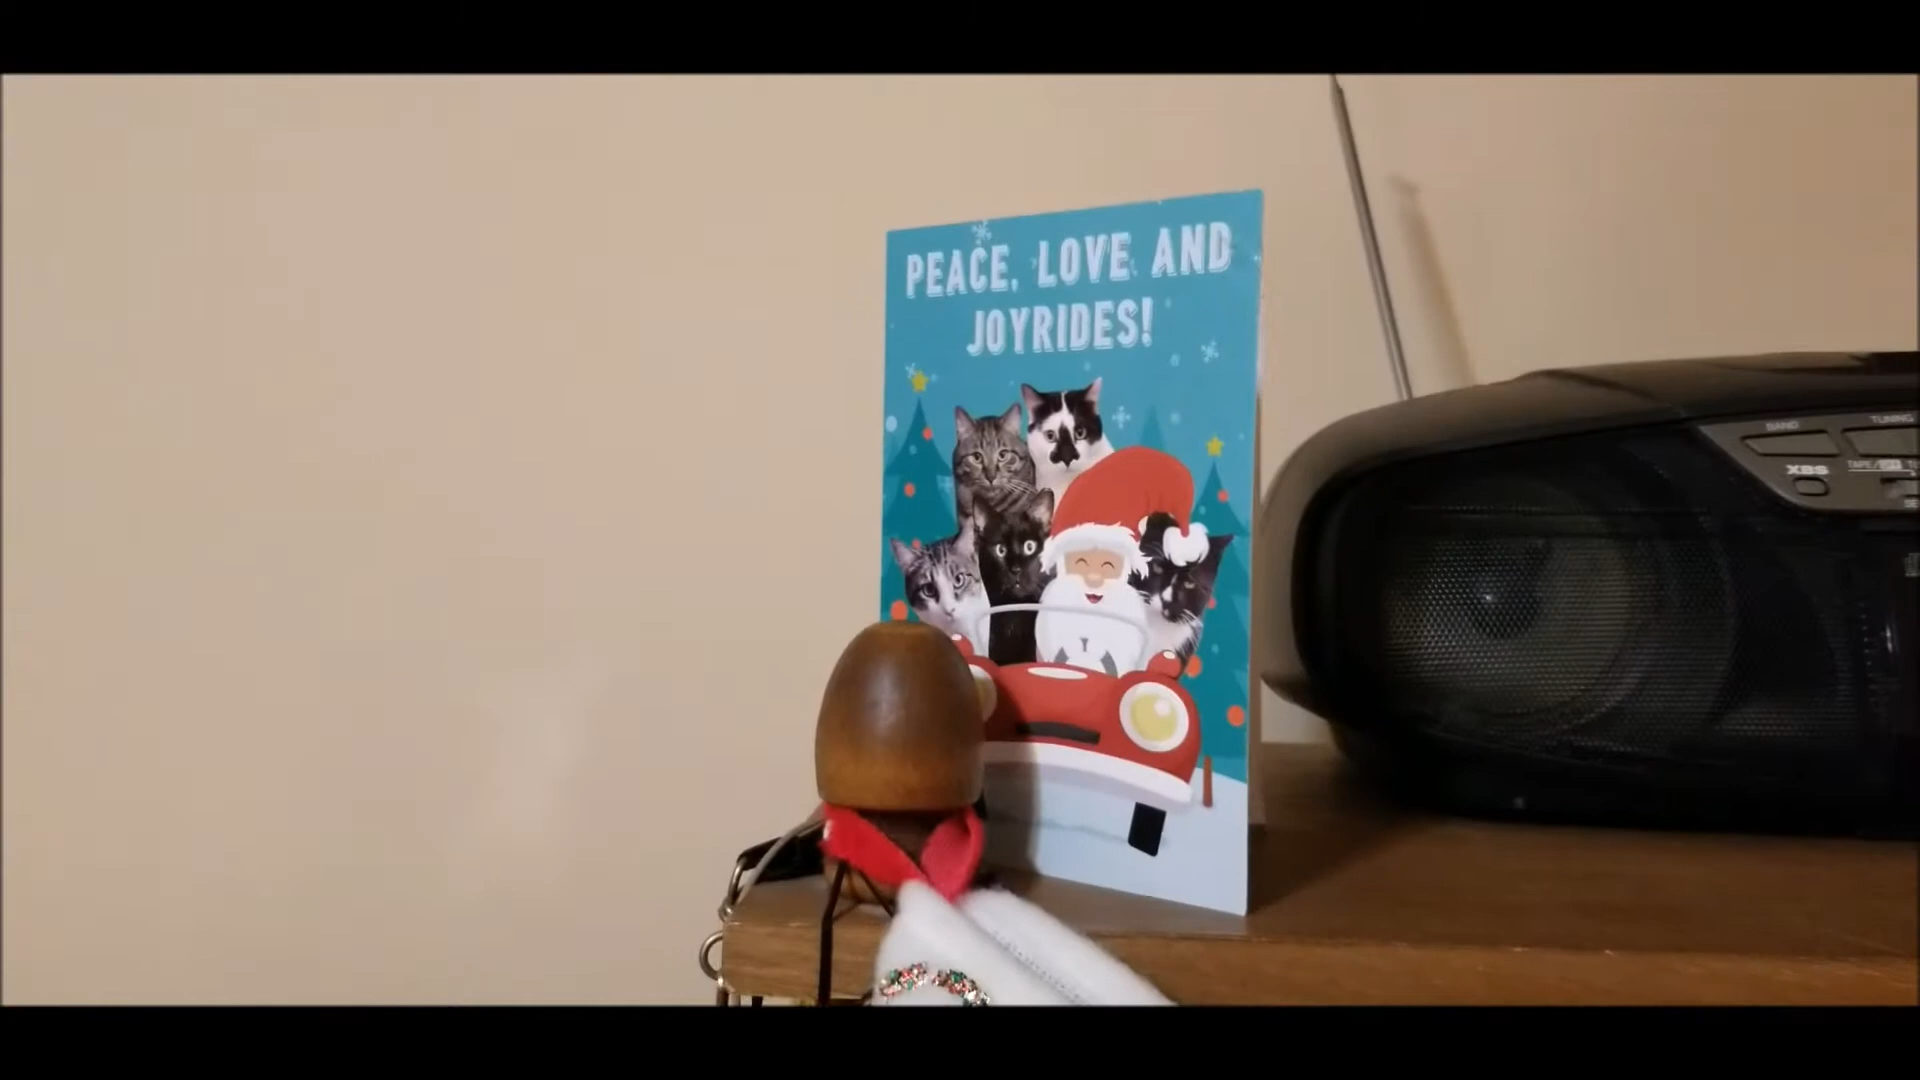 PEACE, LOVE AND
JOYRIDES!
BAND
TUNING
XBS